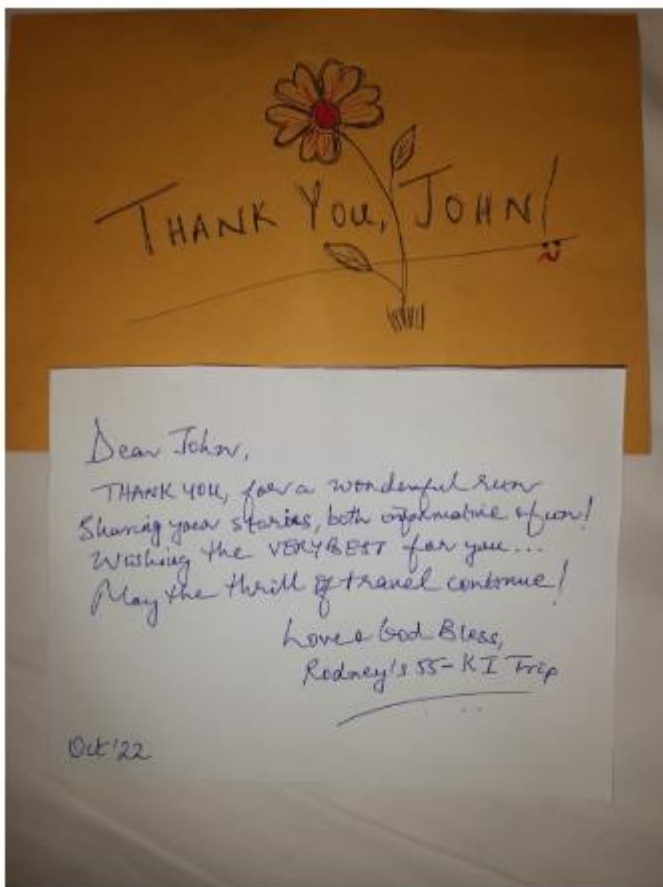 THANK YOU, JOHN!
Dear John,
THANK YOU, for a wonderful run
Sharing your stories, both informative & fun!
Wishing the VERY BEST for you...
May the thrill of travel continue!
Love & God Bless,
Rodney's 55 - KI Trip
Oct '22